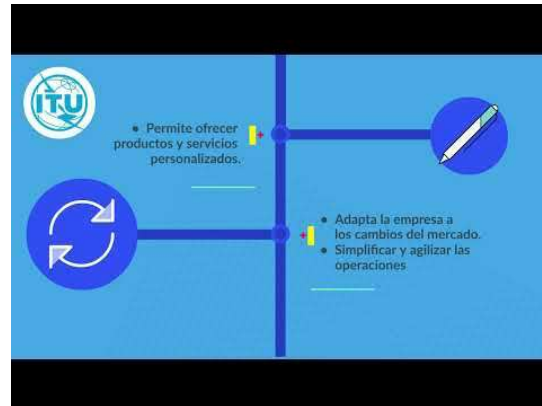 ITU
• Permite ofrecer
productos y servicios
personalizados.
• Adapta la empresa a
los cambios del mercado.
• Simplificar y agilizar las
operaciones